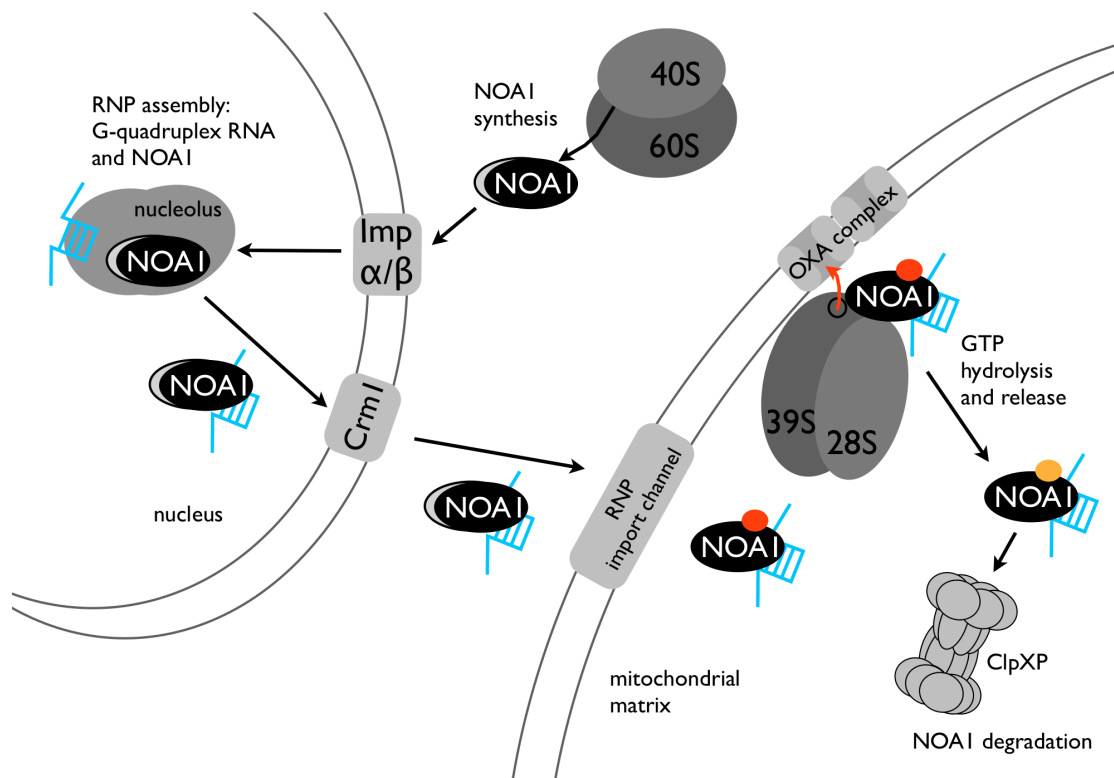 RNP assembly:
G-quadruplex RNA
and NOA1
nucleolus
NOA1
NOA1
nucleus
Imp
α/β
Crm1
NOA1
synthesis
40S
60S
NOA1
NOA1
RNP
import channel
OXA complex
NOA1
39S
28S
NOA1
GTP
hydrolysis
and release
NOA1
ClpXP
NOA1 degradation
mitochondrial
matrix